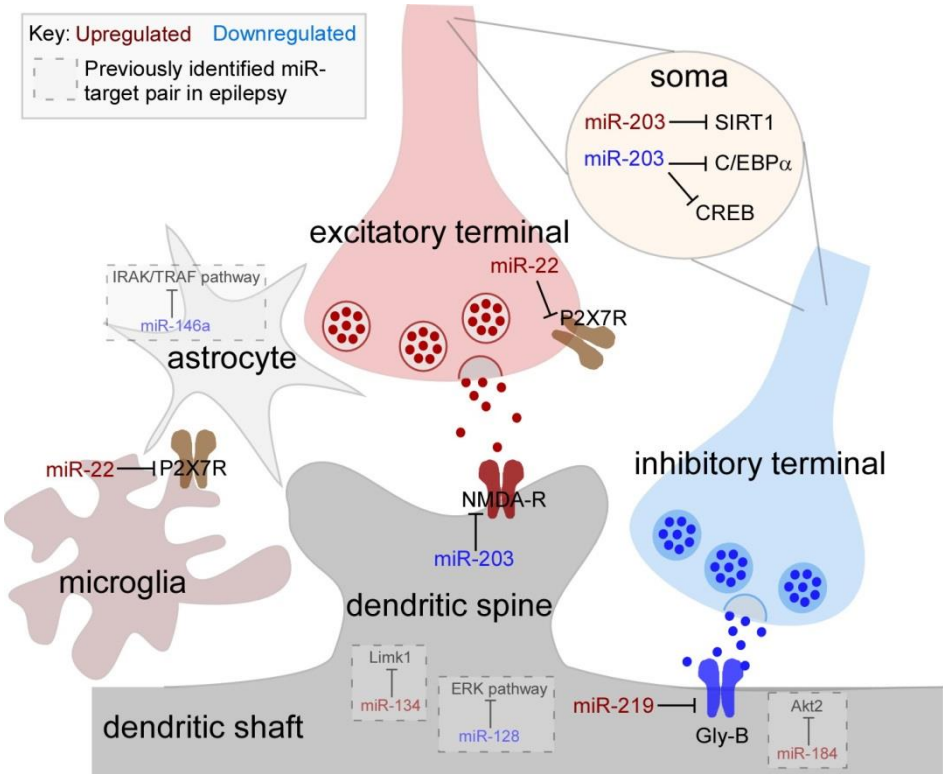 Key: Upregulated Downregulated
Previously identified miR-
target pair in epilepsy
soma
miR-203 SIRT1
miR-203 C/EBPα
CREB
excitatory terminal
miR-22
P2X7R
IRAK/TRAF pathway
miR-146a
astrocyte
miR-22 P2X7R
microglia
NMDA-R
miR-203
inhibitory terminal
dendritic spine
Limk1
miR-134
ERK pathway
miR-128
miR-219
Gly-B
Akt2
miR-184
dendritic shaft